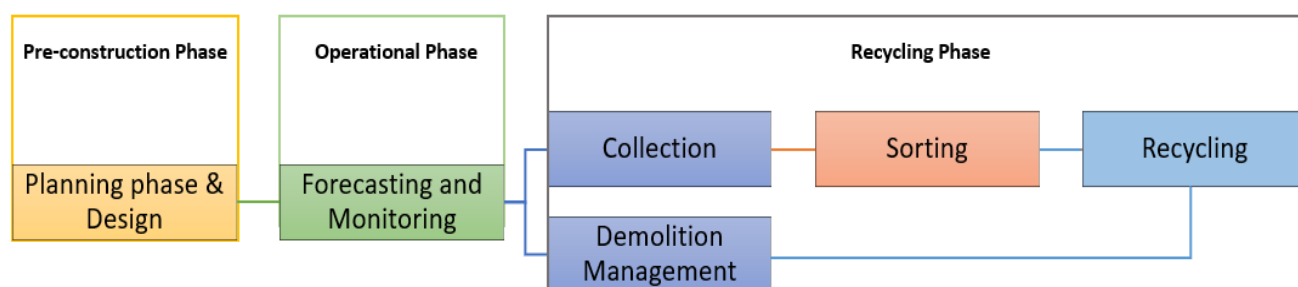 Pre-construction Phase
Operational Phase
Recycling Phase
Planning phase &
Design
Forecasting and
Monitoring
Collection
Sorting
Recycling
Demolition
Management